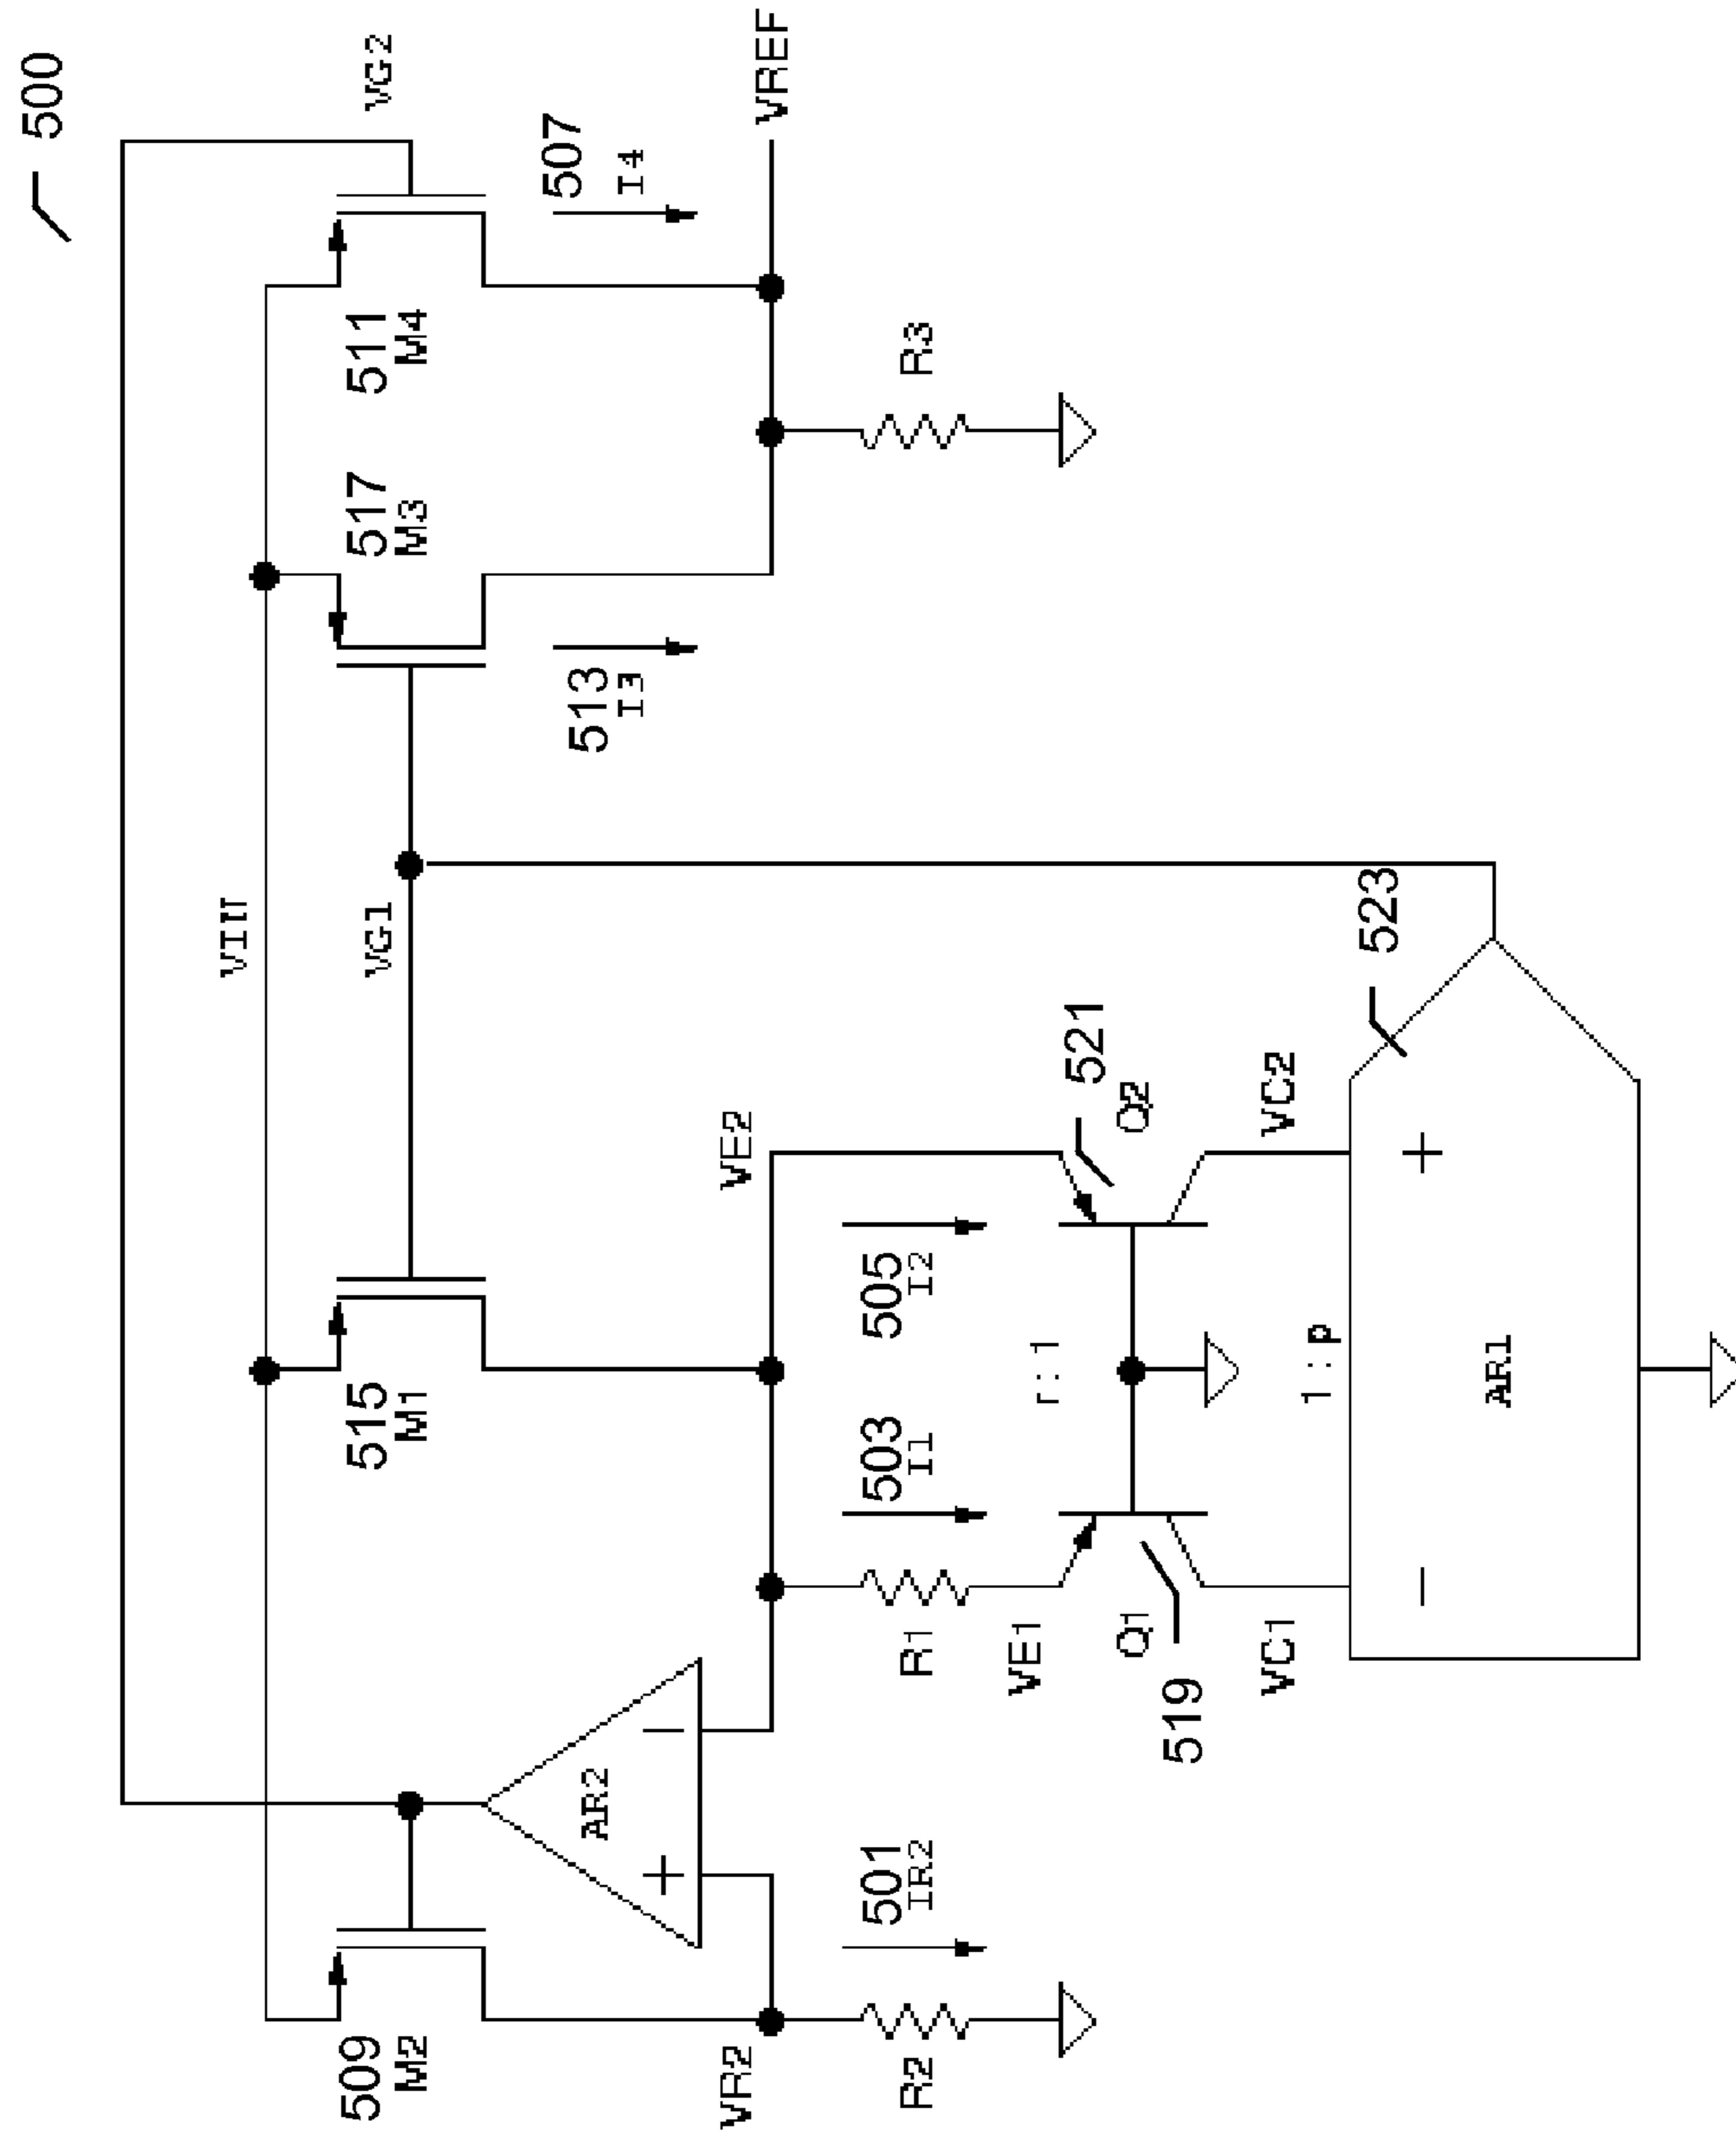 500
VIN
509
M2
515
M1
VG1
517
M3
511
M4
VG2
507
I4
513
I3
AR2
+
−
VR2
VE2
VREF
501
IR2
503
I1
505
I2
R2
R1
R3
VE1
521
Q1
Q2
519
r:1
VC1
1:p
VC2
523
−
+
AR1